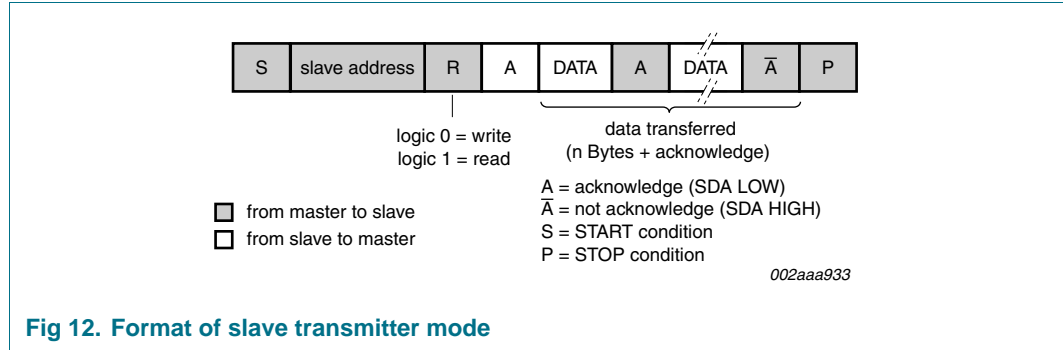 S slave address R A DATA A DATA A̅ P
logic 0 = write
logic 1 = read
data transferred
(n Bytes + acknowledge)
A = acknowledge (SDA LOW)
A̅ = not acknowledge (SDA HIGH)
S = START condition
P = STOP condition
from master to slave
from slave to master
002aaa933
Fig 12. Format of slave transmitter mode